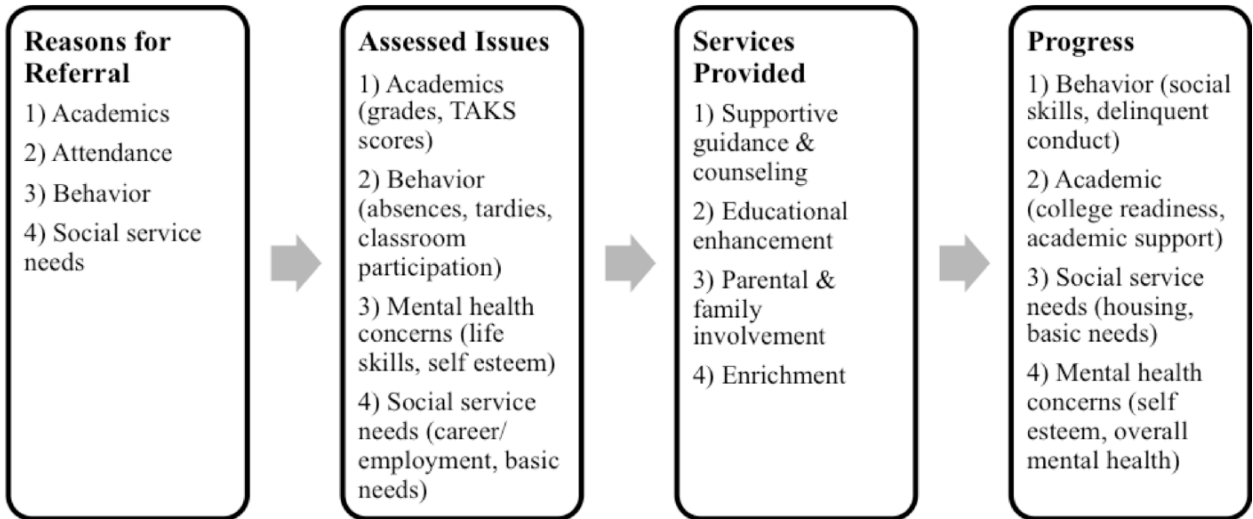 Reasons for
Referral
1) Academics
2) Attendance
3) Behavior
4) Social service
needs
Assessed Issues
1) Academics
(grades, TAKS
scores)
2) Behavior
(absences, tardies,
classroom
participation)
3) Mental health
concerns (life
skills, self esteem)
4) Social service
needs (career/
employment, basic
needs)
Services
Provided
1) Supportive
guidance &
counseling
2) Educational
enhancement
3) Parental &
family
involvement
4) Enrichment
Progress
1) Behavior (social
skills, delinquent
conduct)
2) Academic
(college readiness,
academic support)
3) Social service
needs (housing,
basic needs)
4) Mental health
concerns (self
esteem, overall
mental health)